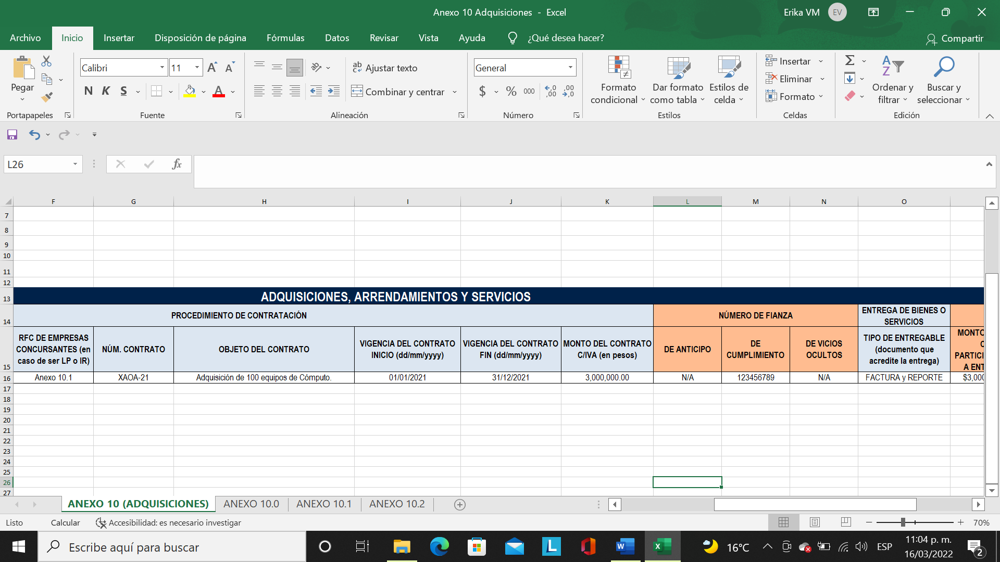 Anexo 10 Adquisiciones - Excel
Erika VM
EV
Archivo
Inicio
Insertar
Disposición de página
Fórmulas
Datos
Revisar
Vista
Ayuda
¿Qué desea hacer?
Compartir
Pegar
Calibri
11
Ajustar texto
General
N K S
Combinar y centrar
$ % 000
Formato condicional
Dar formato como tabla
Estilos de celda
Insertar
Eliminar
Formato
Ordenar y filtrar
Buscar y seleccionar
Portapapeles
Fuente
Alineación
Número
Estilos
Celdas
Edición
L26
fx
F G H I J K L M N O
7
8
9
10
11
12
13 ADQUISICIONES, ARRENDAMIENTOS Y SERVICIOS
14 PROCEDIMIENTO DE CONTRATACIÓN
NÚMERO DE FIANZA
ENTREGA DE BIENES O
SERVICIOS
15
RFC DE EMPRESAS
CONCURSANTES (en
caso de ser LP o IR)
NÚM. CONTRATO
OBJETO DEL CONTRATO
VIGENCIA DEL CONTRATO
INICIO (dd/mm/yyyy)
VIGENCIA DEL CONTRATO
FIN (dd/mm/yyyy)
MONTO DEL CONTRATO
C/IVA (en pesos)
DE ANTICIPO
DE
CUMPLIMIENTO
DE VICIOS
OCULTOS
TIPO DE ENTREGABLE
(documento que
acredite la entrega)
MONTO
PARTICI
A ENT
16 Anexo 10.1 XAOA-21 Adquisición de 100 equipos de Cómputo. 01/01/2021 31/12/2021 3,000,000.00 N/A 123456789 N/A FACTURA y REPORTE $3,000
17
18
19
20
21
22
23
24
25
26
27
ANEXO 10 (ADQUISICIONES)
ANEXO 10.0
ANEXO 10.1
ANEXO 10.2
Listo
Calcular
Accesibilidad: es necesario investigar
70%
Escribe aquí para buscar
16°C
ESP
11:04 p. m.
16/03/2022
2